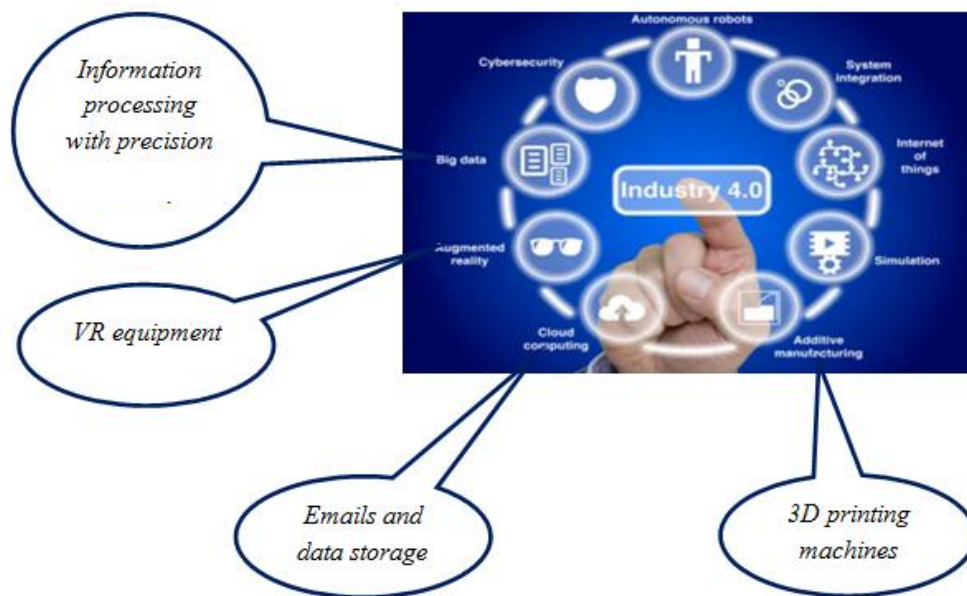 Information
processing
with precision
.
VR equipment
Emails and
data storage
3D printing
machines
Autonomous robots
System
integration
Internet
of
things
Simulation
Additive
manufacturing
Cloud
computing
Augmented
reality
Big data
Cybersecurity
Industry 4.0